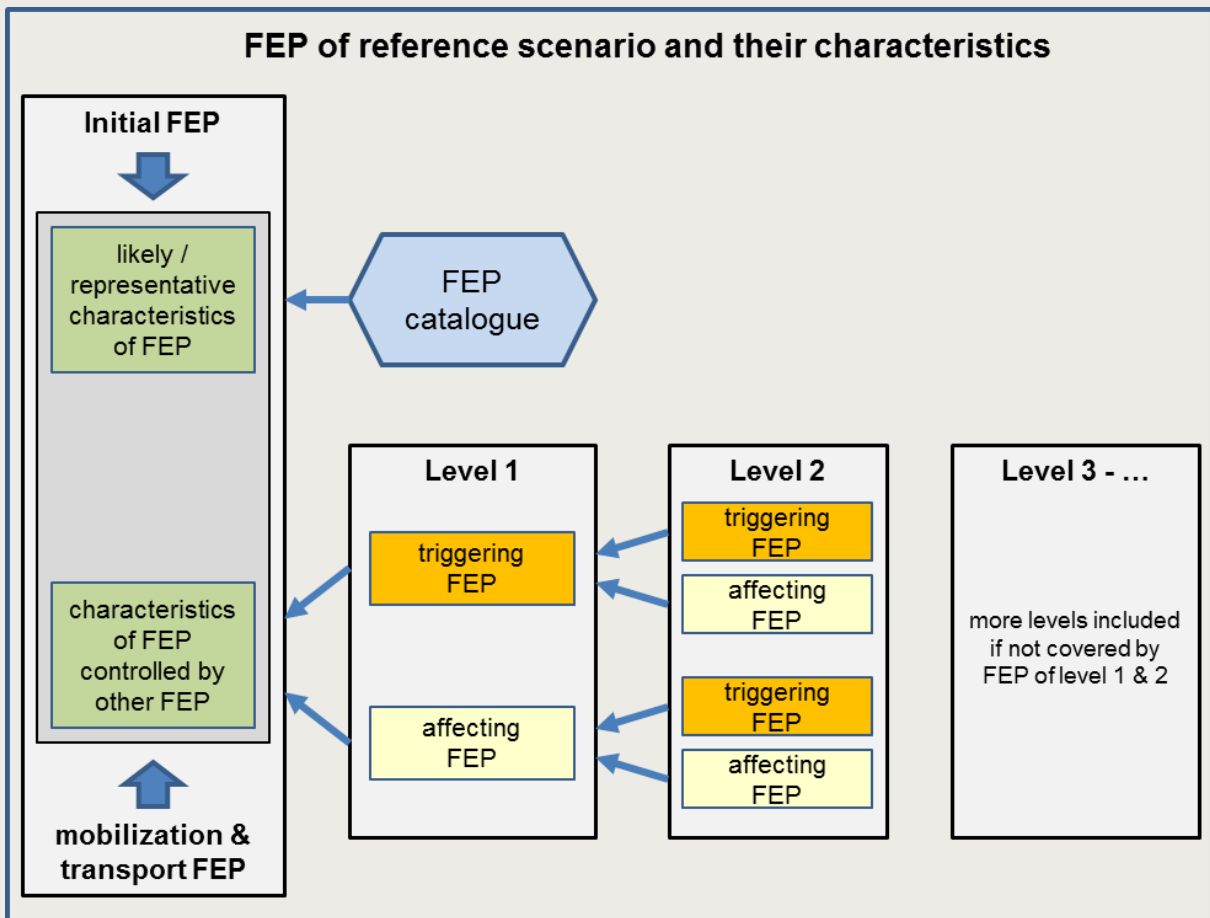 FEP of reference scenario and their characteristics
Initial FEP
likely /
representative
characteristics
of FEP
FEP
catalogue
characteristics
of FEP
controlled by
other FEP
mobilization &
transport FEP
Level 1
triggering
FEP
affecting
FEP
Level 2
triggering
FEP
affecting
FEP
triggering
FEP
affecting
FEP
Level 3 - …
more levels included
if not covered by
FEP of level 1 & 2